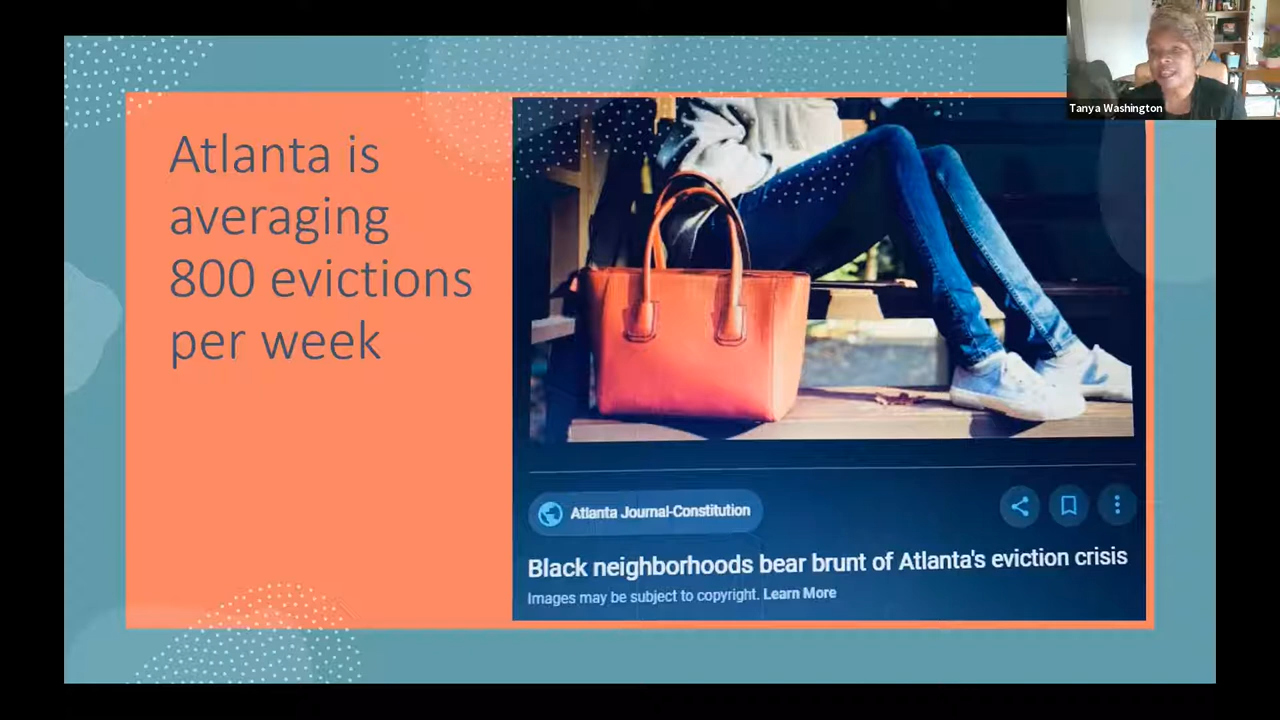 Tanya Washington
Atlanta is
averaging
800 evictions
per week
Atlanta Journal-Constitution
Black neighborhoods bear brunt of Atlanta's eviction crisis
Images may be subject to copyright. Learn More